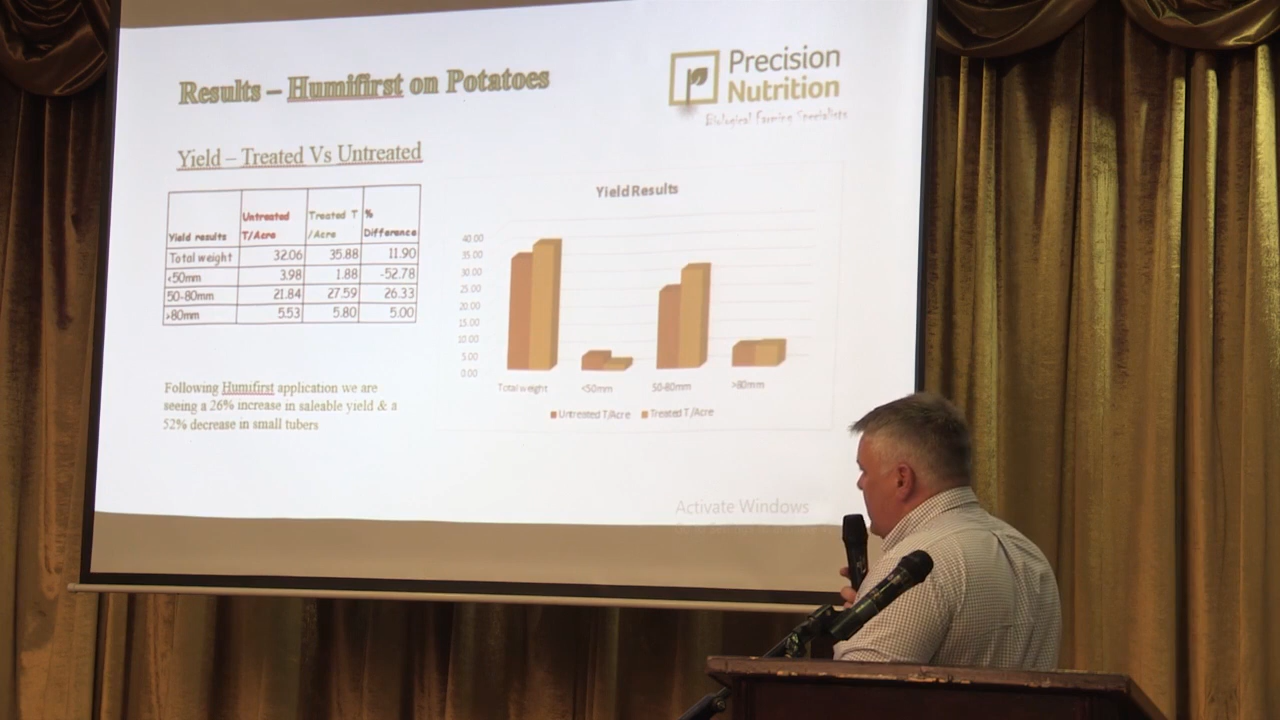 Results – Humifirst on Potatoes
Precision
Nutrition
Biological Farming Specialists
Yield – Treated Vs Untreated
Yield results Untreated T/Acre Treated T /Acre % Difference
Total weight 32.06 35.88 11.90
<50mm 3.98 1.88 -52.78
50-80mm 21.84 27.59 26.33
>80mm 5.53 5.80 5.00
Following Humifirst application we are
seeing a 26% increase in saleable yield & a
52% decrease in small tubers
Yield Results
40.00
35.00
30.00
25.00
20.00
15.00
10.00
5.00
0.00
Total weight <50mm 50-80mm >80mm
Untreated T/Acre Treated T/Acre
Activate Windows